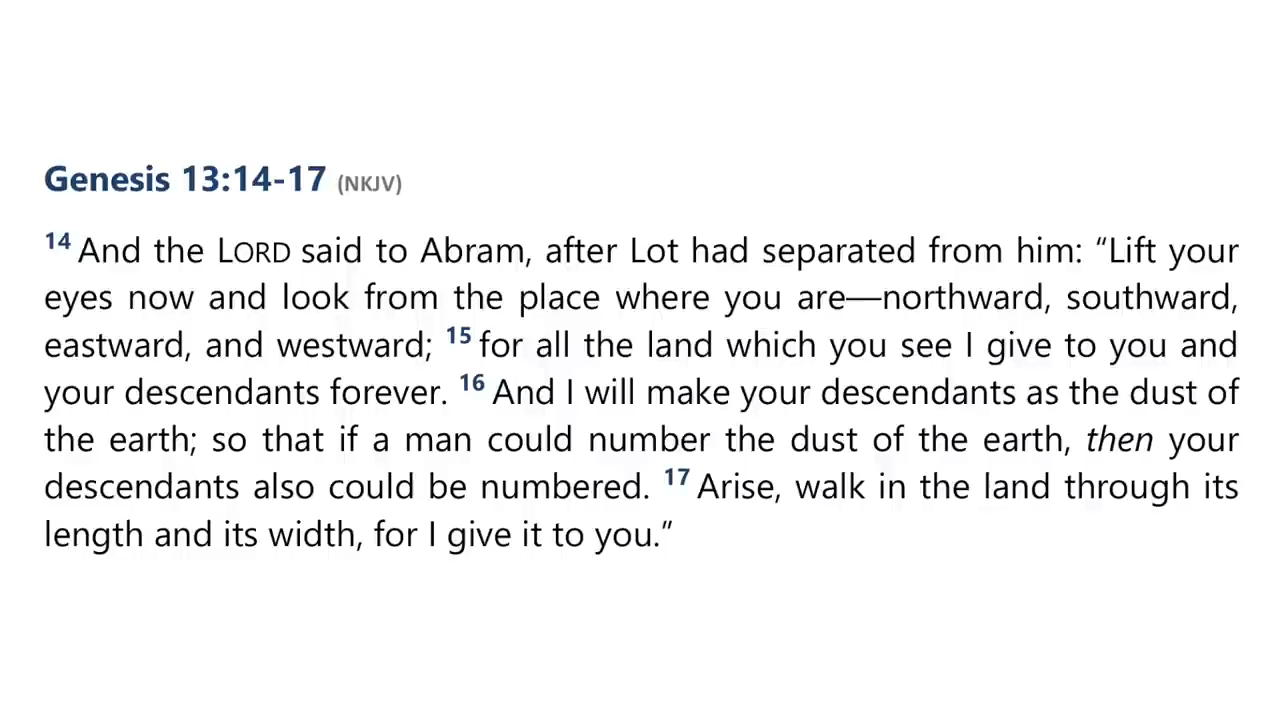 Genesis 13:14-17 (NKJV)
14 And the LORD said to Abram, after Lot had separated from him: “Lift your
eyes now and look from the place where you are—northward, southward,
eastward, and westward; 15 for all the land which you see I give to you and
your descendants forever. 16 And I will make your descendants as the dust of
the earth; so that if a man could number the dust of the earth, then your
descendants also could be numbered. 17 Arise, walk in the land through its
length and its width, for I give it to you.”